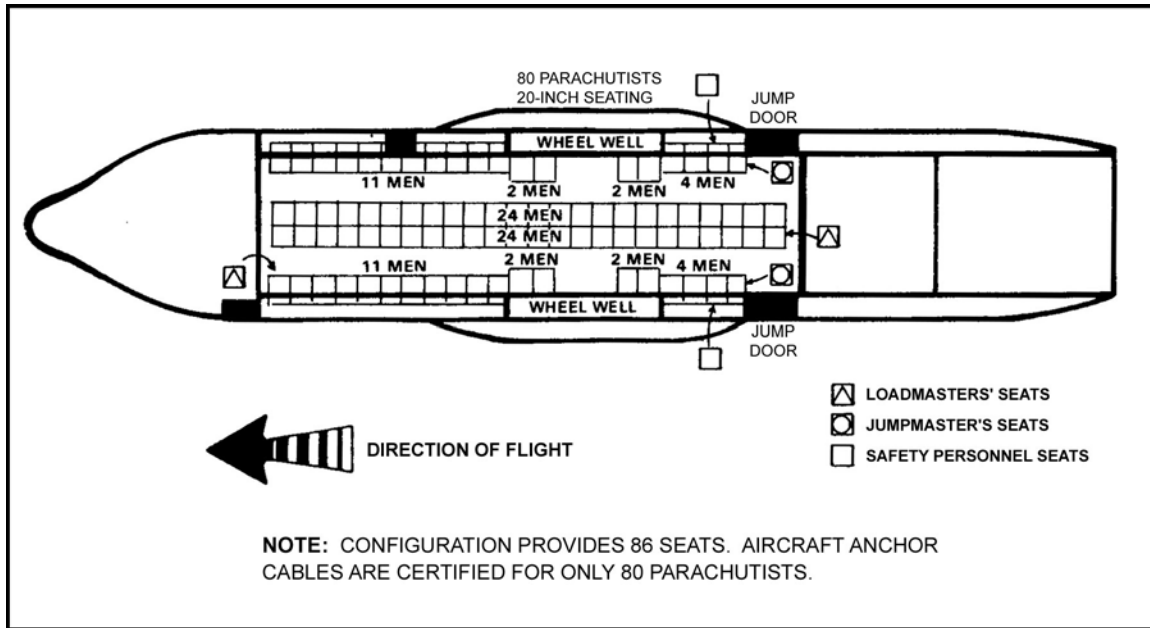 80 PARACHUTISTS
20-INCH SEATING
JUMP
DOOR
WHEEL WELL
11 MEN
2 MEN
2 MEN
4 MEN
24 MEN
24 MEN
11 MEN
2 MEN
2 MEN
4 MEN
WHEEL WELL
JUMP
DOOR
LOADMASTERS' SEATS
JUMPMASTER'S SEATS
SAFETY PERSONNEL SEATS
DIRECTION OF FLIGHT
NOTE: CONFIGURATION PROVIDES 86 SEATS. AIRCRAFT ANCHOR
CABLES ARE CERTIFIED FOR ONLY 80 PARACHUTISTS.